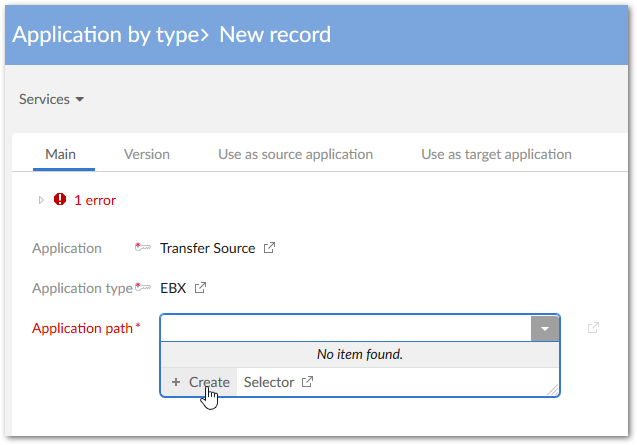 Application by type> New record
Services
Main Version Use as source application Use as target application
1 error
Application Transfer Source
Application type EBX
Application path*
No item found.
+ Create Selector